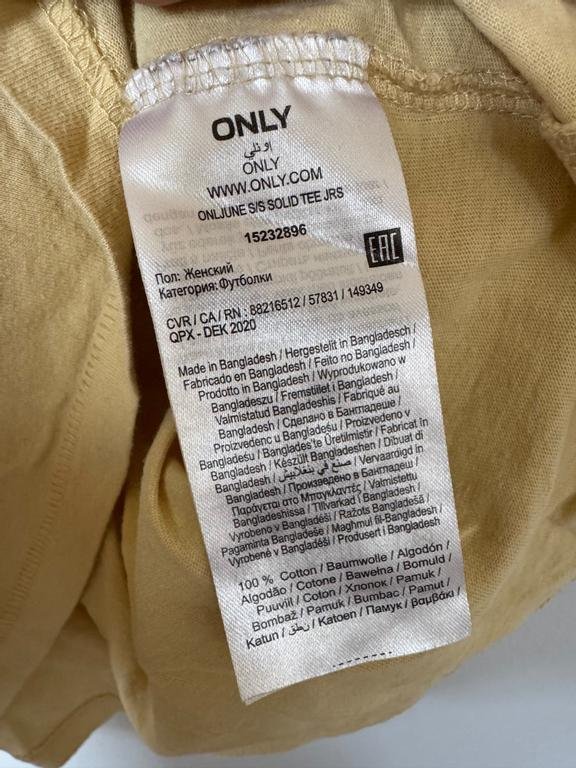 ONLY
اونلي
ONLY
WWW.ONLY.COM
ONLJUNE S/S SOLID TEE JRS
15232896
EAC
Пол: Женский
Категория: Футболки
CVR / CA / RN : 88216512 / 57831 / 149349
QPX - DEK 2020
Made in Bangladesh / Hergestellt in Bangladesch /
Fabricado en Bangladesh / Feito no Bangladesh /
Prodotto in Bangladesh / Wyprodukowano w
Bangladeszu / Fremstillet i Bangladesh /
Valmistatud Bangladeshis / Fabriqué au
Bangladesh / Сделано в Бангладеше /
Proizvedenc u Bangladešu / Proizvedeno v
Bangladešu / Banglades'te Üretilmistir / Fabricat în
Bangladesh / Készült Bangladeshen / Dibuat di
Bangladesh / صنع في بنغلاديش / Vervaardigd in
Bangladesh / Произведено в Бангладеш /
Παράγεται στο Μπαγκλαντές / Valmistettu
Bangladeshissa / Tillverkad i Bangladesh /
Vyrobeno v Bangladéši / Ražots Bangladešā /
Pagaminta Bangladeše / Maghmul fil-Bangladesh /
Vyrobené v Bangladéši / Produsert i Bangladesh
100 % Cotton / Baumwolle / Algodón /
Algodão / Cotone / Bawełna / Bomuld /
Puuvill / Coton / Хлопок / Pamuk /
Bombaž / Pamuk / Bumbac / Pamut /
Katun / قطن / Katoen / Памук / βαμβάκι /